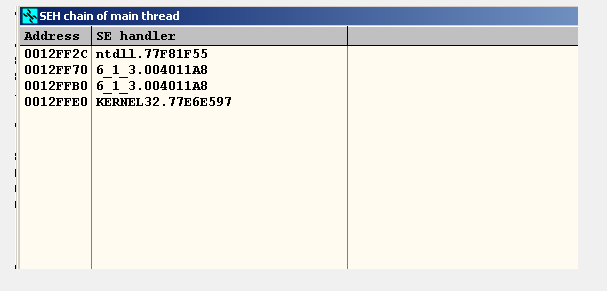 SEH chain of main thread
Address SE handler
0012FF2C ntdll.77F81F55
0012FF70 6_1_3.004011A8
0012FFB0 6_1_3.004011A8
0012FFE0 KERNEL32.77E6E597